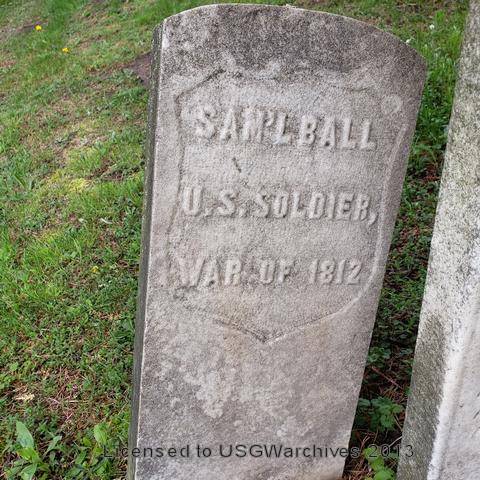 SAM'L BALL
U.S. SOLDIER,
WAR OF 1812
Licensed to USGWarchives 2013